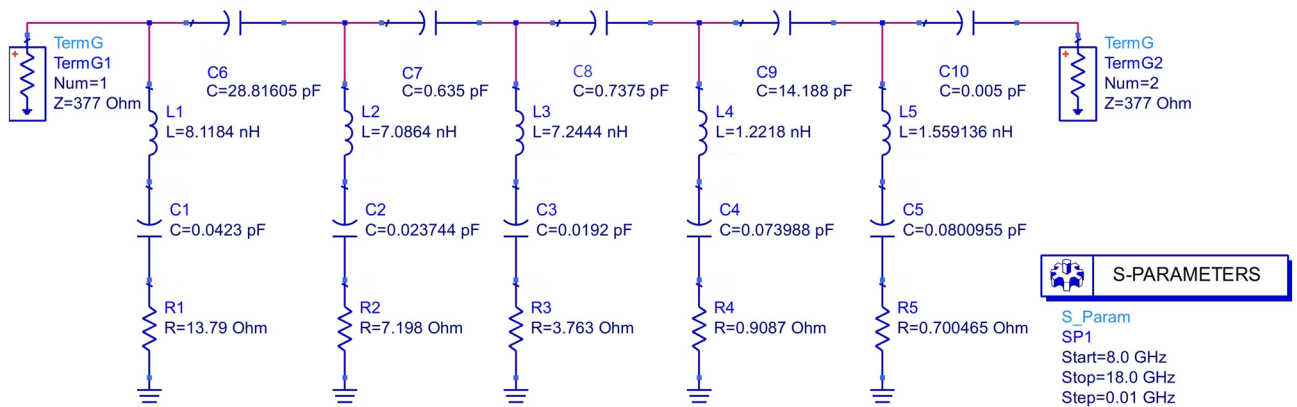 TermG
TermG1
Num=1
Z=377 Ohm
C6
C=28.81605 pF
C7
C=0.635 pF
C8
C=0.7375 pF
C9
C=14.188 pF
C10
C=0.005 pF
TermG
TermG2
Num=2
Z=377 Ohm
L1
L=8.1184 nH
L2
L=7.0864 nH
L3
L=7.2444 nH
L4
L=1.2218 nH
L5
L=1.559136 nH
C1
C=0.0423 pF
C2
C=0.023744 pF
C3
C=0.0192 pF
C4
C=0.073988 pF
C5
C=0.0800955 pF
R1
R=13.79 Ohm
R2
R=7.198 Ohm
R3
R=3.763 Ohm
R4
R=0.9087 Ohm
R5
R=0.700465 Ohm
S-PARAMETERS
S_Param
SP1
Start=8.0 GHz
Stop=18.0 GHz
Step=0.01 GHz